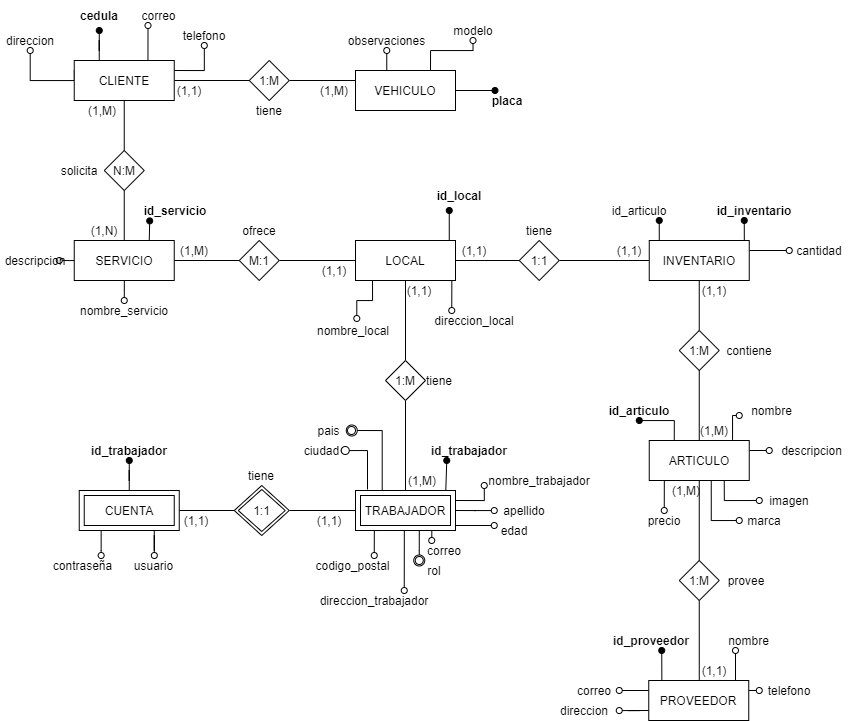 cedula
correo
direccion
telefono
CLIENTE
(1,1)
1:M
tiene
(1,M)
observaciones
modelo
VEHICULO
placa
(1,M)
solicita
N:M
(1,N)
id_servicio
descripcion
SERVICIO
nombre_servicio
(1,M)
ofrece
M:1
(1,1)
id_local
LOCAL
nombre_local
direccion_local
(1,1)
(1,1)
tiene
1:1
(1,1)
id_articulo
id_inventario
INVENTARIO
cantidad
(1,1)
1:M
contiene
(1,M)
id_articulo
nombre
ARTICULO
descripcion
imagen
marca
precio
(1,M)
1:M
provee
(1,1)
id_proveedor
nombre
PROVEEDOR
correo
telefono
direccion
1:M
tiene
(1,M)
pais
ciudad
id_trabajador
nombre_trabajador
TRABAJADOR
apellido
edad
correo
rol
codigo_postal
direccion_trabajador
(1,1)
tiene
1:1
(1,1)
id_trabajador
CUENTA
contraseña
usuario